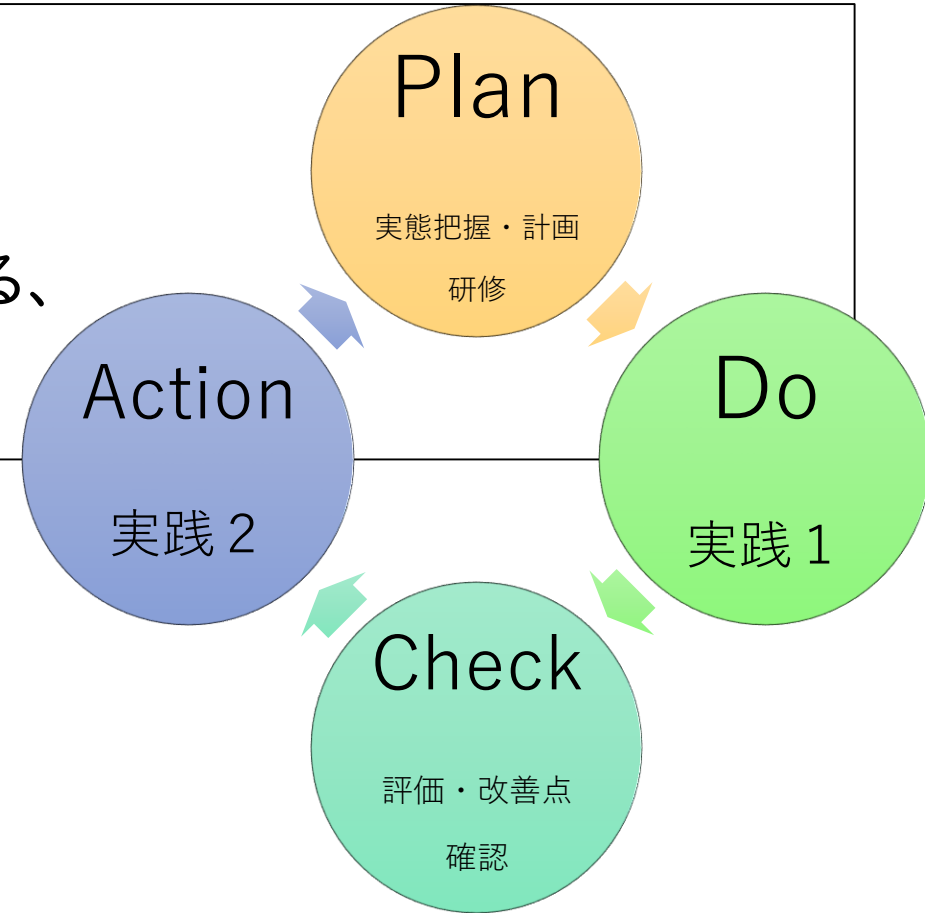 Plan
実態把握・計画
研修
る、
Action
実践２
Do
実践１
Check
評価・改善点
確認